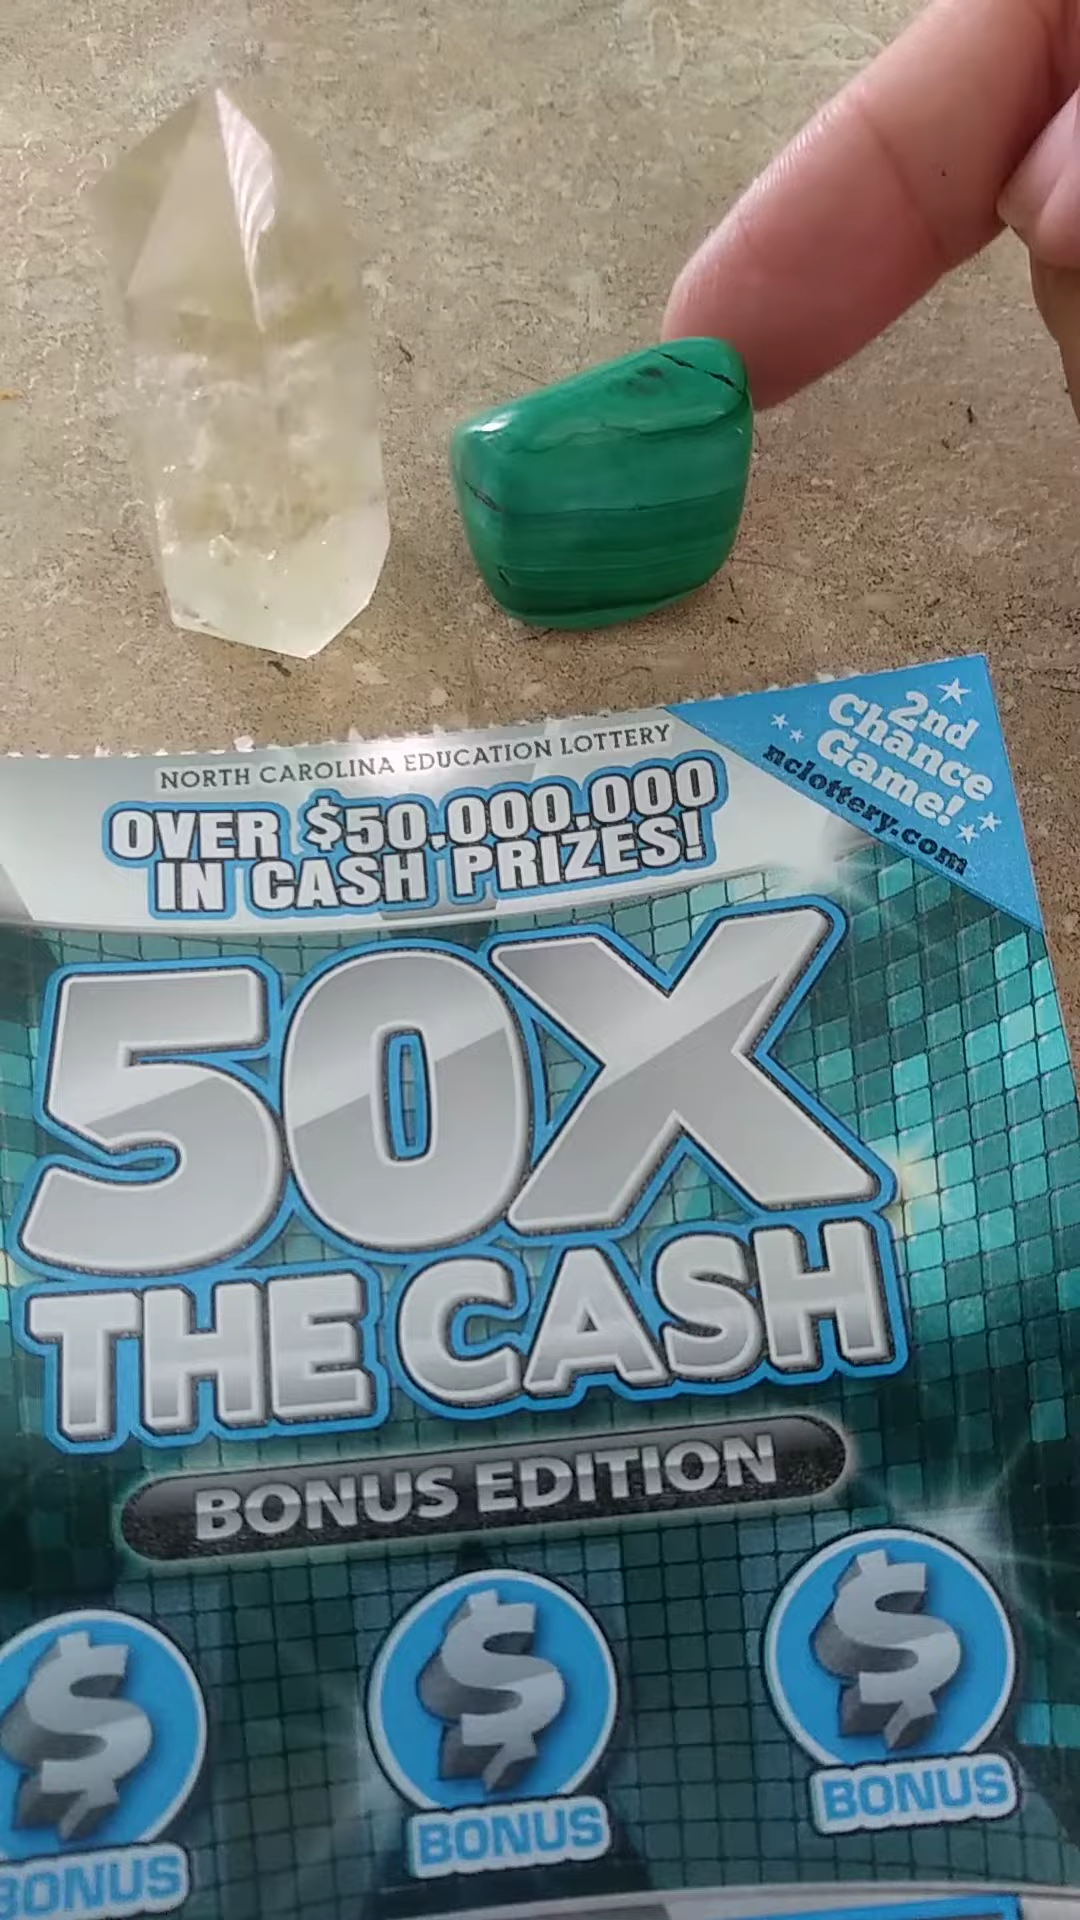 NORTH CAROLINA EDUCATION LOTTERY
OVER $50,000,000
IN CASH PRIZES!
2nd
Chance
Game!
nclottery.com
50X
THE CASH
BONUS EDITION
$
$
$
BONUS
BONUS
BONUS